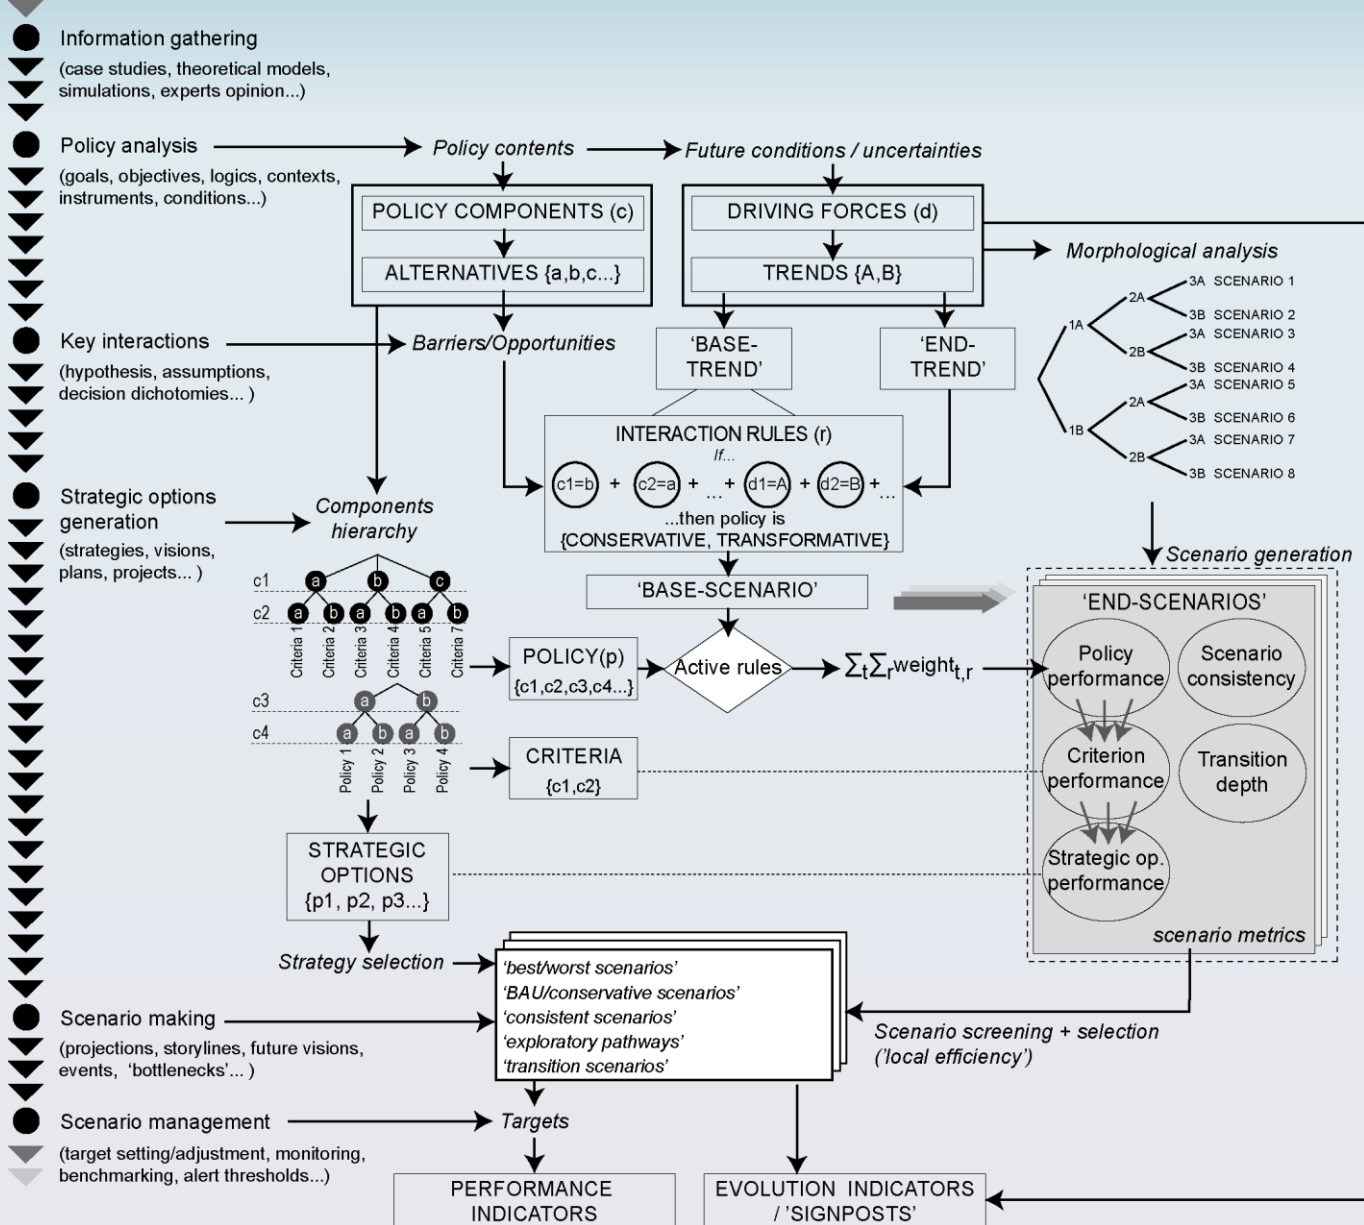 Information gathering
(case studies, theoretical models,
simulations, experts opinion...)
Policy analysis
(goals, objectives, logics, contexts,
instruments, conditions...)
Policy contents
Future conditions / uncertainties
POLICY COMPONENTS (c)
ALTERNATIVES {a,b,c...}
DRIVING FORCES (d)
TRENDS {A,B}
Morphological analysis
1A
1B
2A
2B
2A
2B
3A SCENARIO 1
3B SCENARIO 2
3A SCENARIO 3
3B SCENARIO 4
3A SCENARIO 5
3B SCENARIO 6
3A SCENARIO 7
3B SCENARIO 8
Key interactions
(hypothesis, assumptions,
decision dichotomies... )
Barriers/Opportunities
‘BASE-
TREND’
‘END-
TREND’
INTERACTION RULES (r)
If...
c1=b + c2=a + ... + d1=A + d2=B +...
...then policy is
{CONSERVATIVE, TRANSFORMATIVE}
Strategic options
generation
(strategies, visions,
plans, projects... )
Components
hierarchy
c1 a b c
c2 a b a b a b
Criteria 1
Criteria 2
Criteria 3
Criteria 4
Criteria 5
Criteria 7
c3 a b
c4 a b a b
Policy 1
Policy 2
Policy 3
Policy 4
‘BASE-SCENARIO’
POLICY(p)
{c1,c2,c3,c4...}
Active rules
∑t∑rweightt,r
CRITERIA
{c1,c2}
Scenario generation
‘END-SCENARIOS’
Policy
performance
Scenario
consistency
Criterion
performance
Transition
depth
Strategic op.
performance
scenario metrics
STRATEGIC
OPTIONS
{p1, p2, p3...}
Strategy selection
‘best/worst scenarios’
‘BAU/conservative scenarios’
‘consistent scenarios’
‘exploratory pathways’
‘transition scenarios’
Scenario screening + selection
(’local efficiency’)
Scenario making
(projections, storylines, future visions,
events, ‘bottlenecks’... )
Scenario management
(target setting/adjustment, monitoring,
benchmarking, alert thresholds...)
Targets
PERFORMANCE
INDICATORS
EVOLUTION INDICATORS
/ ’SIGNPOSTS’